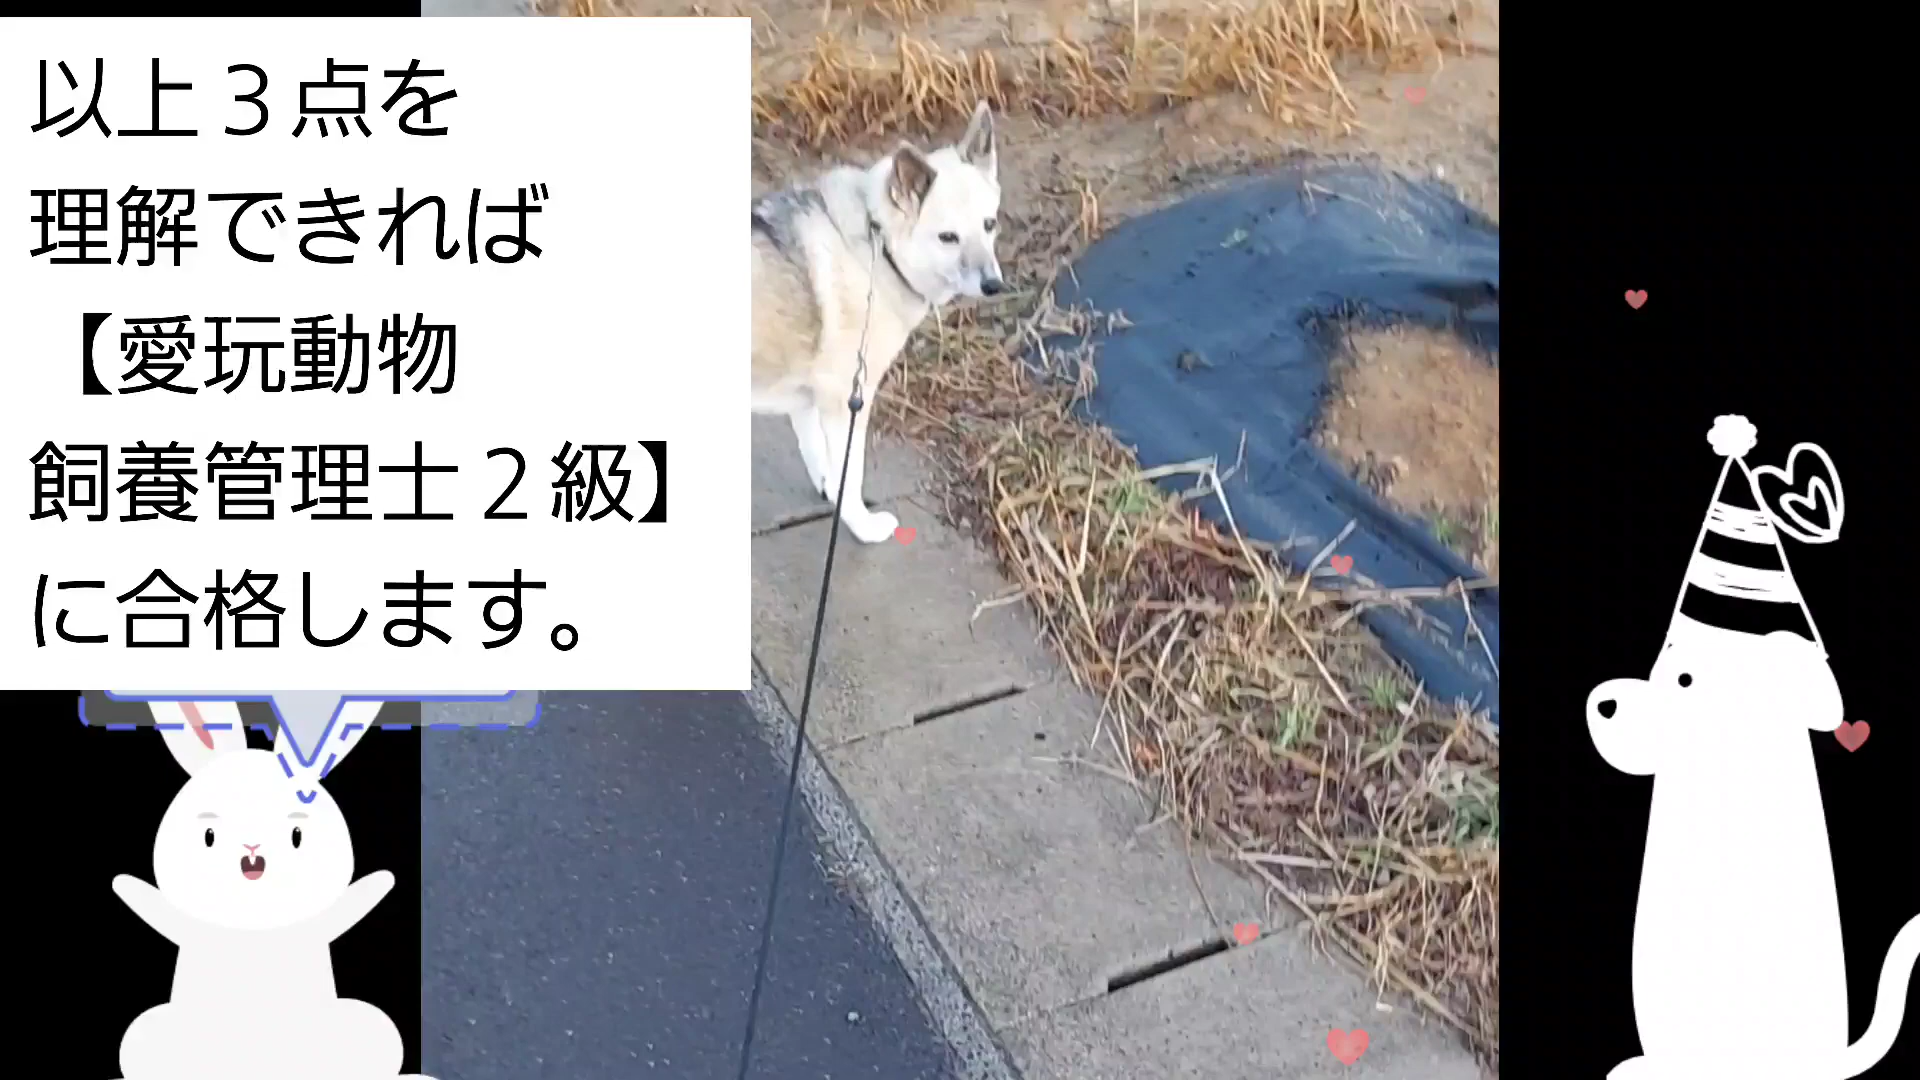 以上３点を
理解できれば
【愛玩動物
飼養管理士２級】
に合格します。